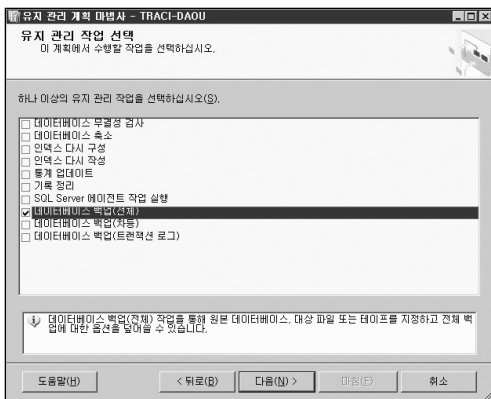 유지 관리 계획 마법사 - TRACI-DAOU
유지 관리 작업 선택
이 계획에서 수행할 작업을 선택하십시오.
하나 이상의 유지 관리 작업을 선택하십시오(S).
데이터베이스 무결성 검사
데이터베이스 축소
인덱스 다시 구성
인덱스 다시 작성
통계 업데이트
기록 정리
SQL Server 에이전트 작업 실행
데이터베이스 백업(전체)
데이터베이스 백업(차등)
데이터베이스 백업(트랜잭션 로그)
데이터베이스 백업(전체) 작업을 통해 원본 데이터베이스, 대상 파일 또는 테이프를 지정하고 전체 백
업에 대한 옵션을 덮어쓸 수 있습니다.
도움말(H) < 뒤로(B) 다음(N) > 마침(F) 취소